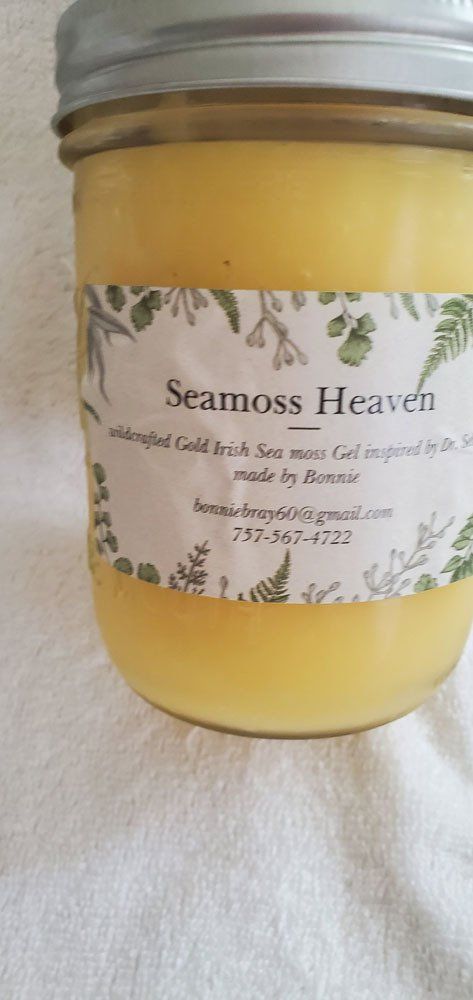 Seamoss Heaven
wildcrafted Gold Irish Sea moss Gel inspired by Dr.
made by Bonnie
bonniebray60@gmail.com
757-567-4722